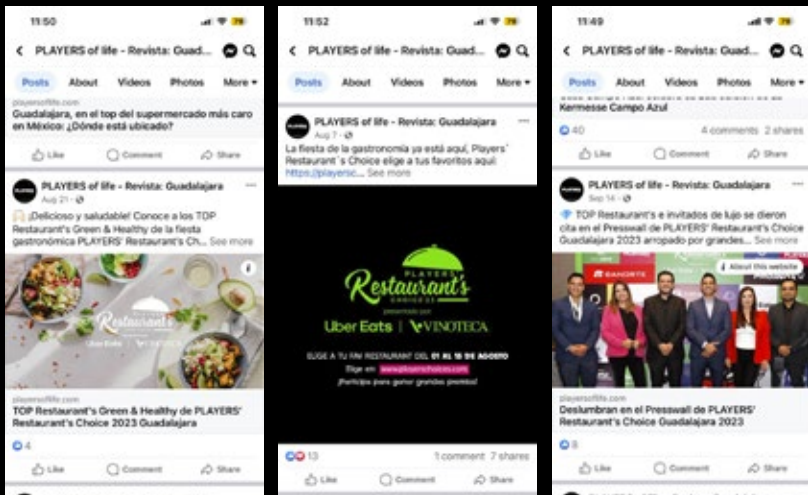 11:50
79
PLAYERS of life - Revista: Guad...
Posts About Videos Photos More
playersoflife.com
Guadalajara, en el top del supermercado más caro
en México: ¿Dónde está ubicado?
Like Comment Share
PLAYERS of life - Revista: Guadalajara
Aug 21
¡Delicioso y saludable! Conoce a los TOP
Restaurant's Green & Healthy de la fiesta
gastronómica PLAYERS' Restaurant's Ch... See more
Restaurant's
Uber Eats | VINOTECA
playersoflife.com
TOP Restaurant's Green & Healthy de PLAYERS'
Restaurant's Choice 2023 Guadalajara
4
Like Comment Share
11:52
79
PLAYERS of life - Revista: Guad...
Posts About Videos Photos More
PLAYERS of life - Revista: Guadalajara
Aug 7
La fiesta de la gastronomía ya está aquí, Players´
Restaurant´s Choice elige a tus favoritos aquí:
https://playersc... See more
PLAYERS
Restaurant's
CHOICE 23
presentado por
Uber Eats | VINOTECA
ELIGE A TU FAV RESTAURANT DEL 01 AL 15 DE AGOSTO
Elige en: www.playerschoices.com
¡Participa para ganar grandes premios!
13
1 comment 7 shares
Like Comment Share
11:49
79
PLAYERS of life - Revista: Guad...
Posts About Videos Photos More
Kermesse Campo Azul
40
4 comments 2 shares
Like Comment Share
PLAYERS of life - Revista: Guadalajara
Sep 14
TOP Restaurant's e invitados de lujo se dieron
cita en el Presswall de PLAYERS' Restaurant's Choice
Guadalajara 2023 arropado por grandes... See more
BANORTE
About this website
playersoflife.com
Deslumbran en el Presswall de PLAYERS'
Restaurant's Choice Guadalajara 2023
8
Like Comment Share